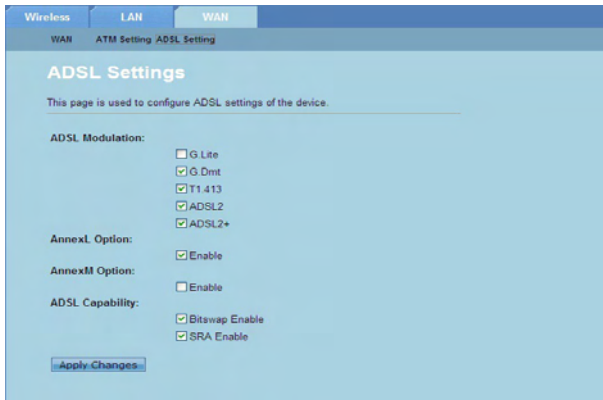 Wireless LAN WAN
WAN ATM Setting ADSL Setting
ADSL Settings
This page is used to configure ADSL settings of the device.
ADSL Modulation:
G.Lite
G.Dmt
T1.413
ADSL2
ADSL2+
AnnexL Option:
Enable
AnnexM Option:
Enable
ADSL Capability:
Bitswap Enable
SRA Enable
Apply Changes